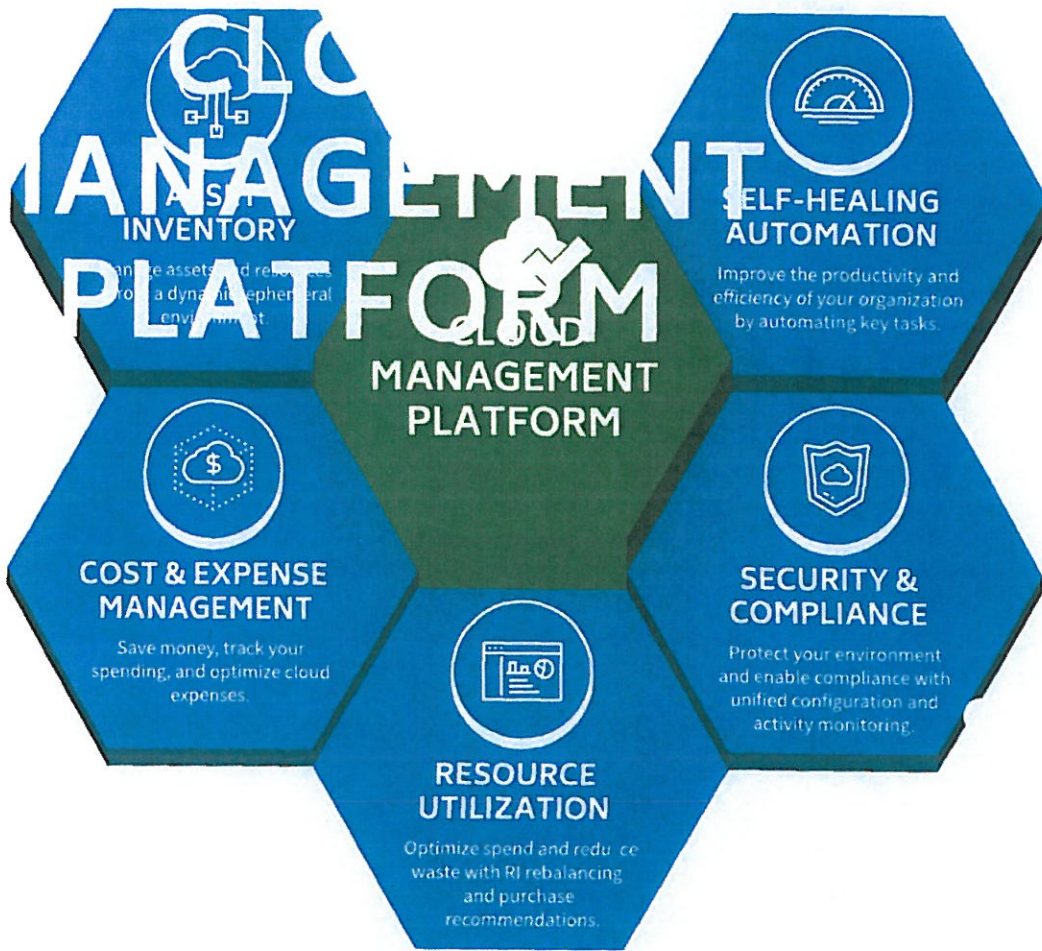 CLO
MANAGEMENT
PLATFORM
INVENTORY
SELF-HEALING
AUTOMATION
Improve the productivity and
efficiency of your organization
by automating key tasks.
CLOUD
MANAGEMENT
PLATFORM
COST & EXPENSE
MANAGEMENT
Save money, track your
spending, and optimize cloud
expenses.
SECURITY &
COMPLIANCE
Protect your environment
and enable compliance with
unified configuration and
activity monitoring.
RESOURCE
UTILIZATION
Optimize spend and redu ce
waste with RI rebalancing
and purchase
recommendations.